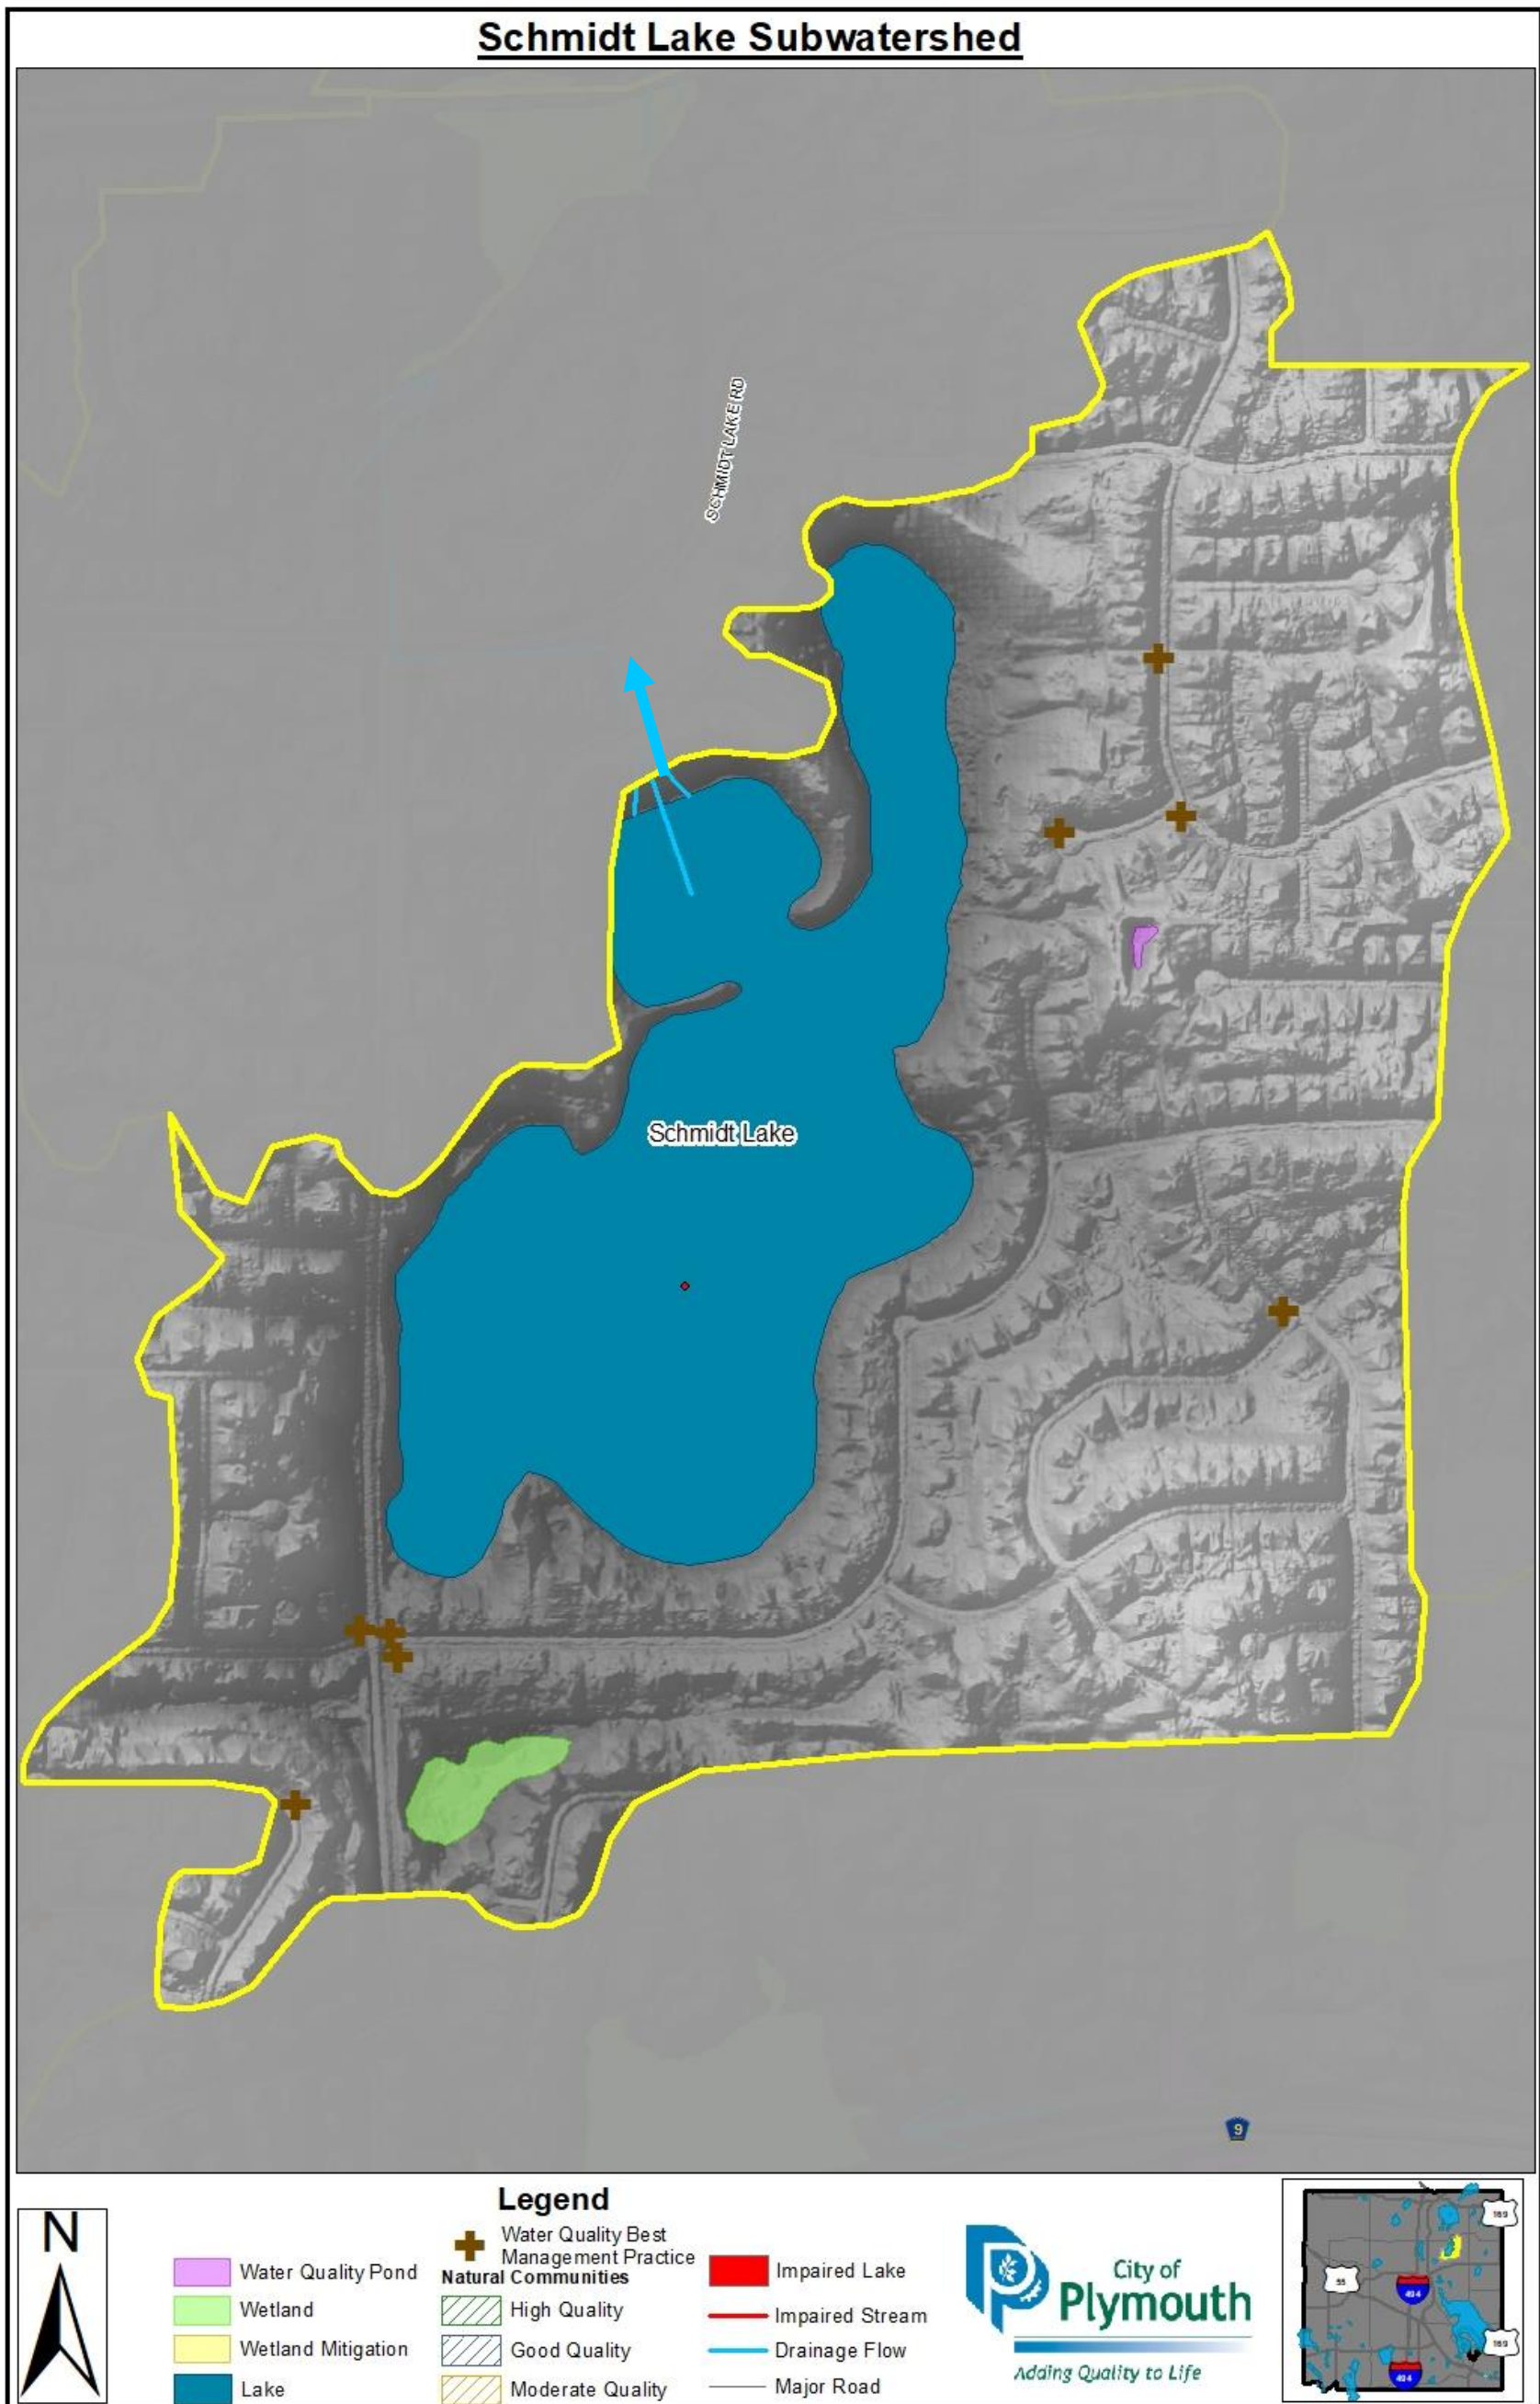 Schmidt Lake Subwatershed
SCHMIDT LAKE RD
Schmidt Lake
9
N
Legend
Water Quality Pond
Wetland
Wetland Mitigation
Lake
Water Quality Best
Management Practice
Natural Communities
High Quality
Good Quality
Moderate Quality
Impaired Lake
Impaired Stream
Drainage Flow
Major Road
City of
Plymouth
Adding Quality to Life
169
55
494
169
494